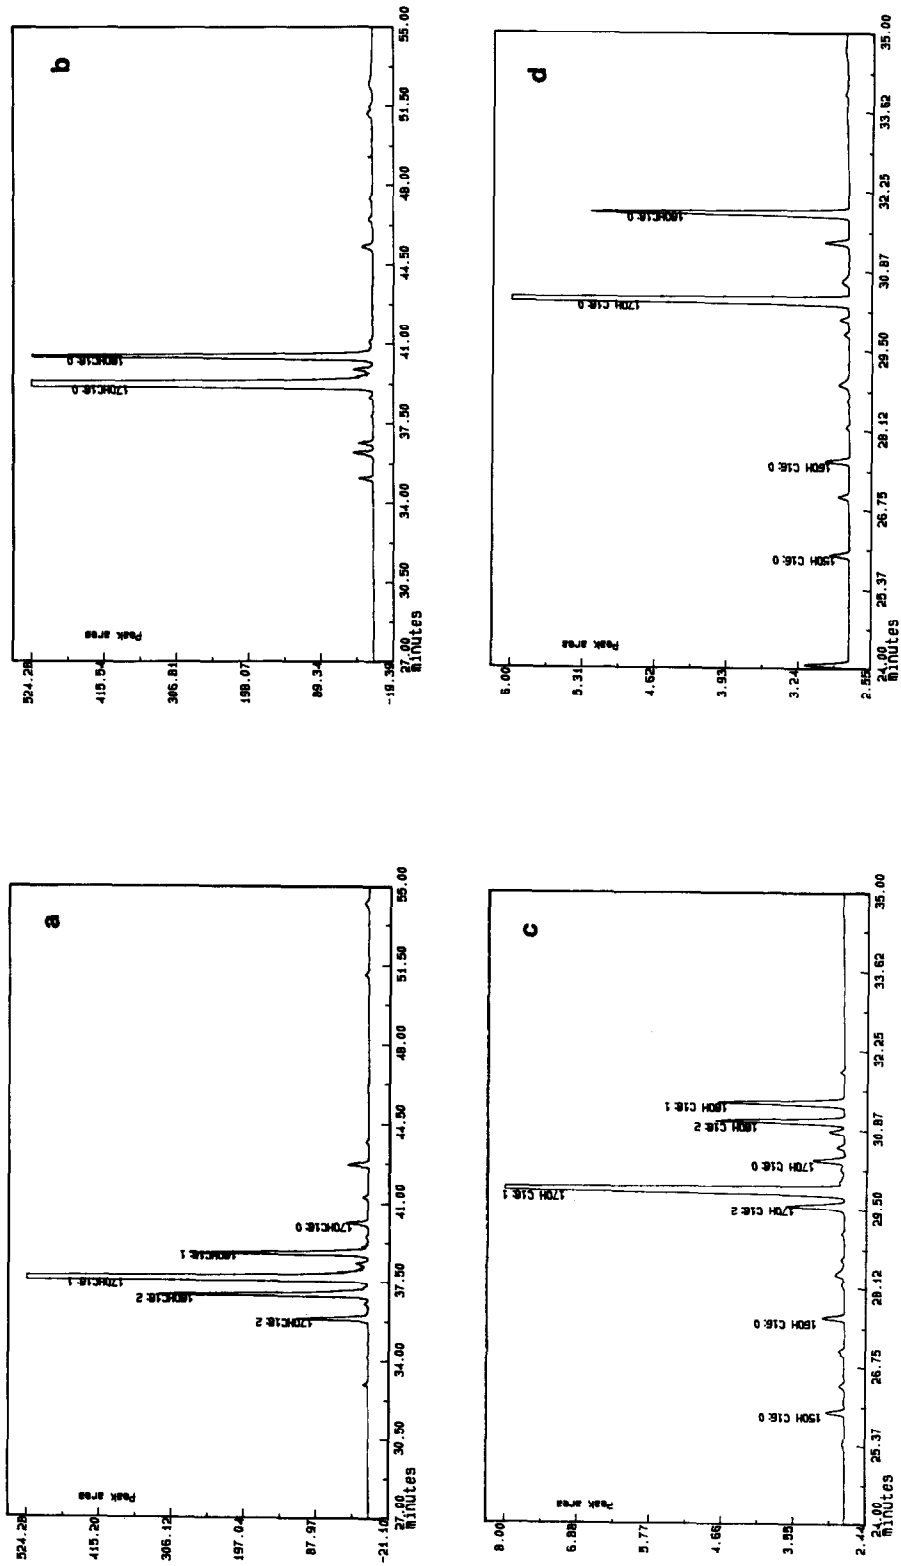 a
524.28
415.20
306.12
197.04
87.97
-21.10
Peak area
27.00
30.50
34.00
37.50
41.00
44.50
48.00
51.50
55.00
minutes
17OHC18:2
18OHC18:2
17OHC18:1
18OHC18:1
17OHC18:0
b
524.28
415.54
306.81
198.07
89.34
-19.39
Peak area
27.00
30.50
34.00
37.50
41.00
44.50
48.00
51.50
55.00
minutes
17OHC18:0
18OHC18:0
c
8.00
6.88
5.77
4.66
3.55
2.44
Peak area
24.00
25.37
26.75
28.12
29.50
30.87
32.25
33.62
35.00
minutes
15OH C16:0
16OH C16:0
17OH C18:2
17OH C18:1
17OH C18:0
18OH C18:2
18OH C18:1
d
6.00
5.31
4.62
3.93
3.24
2.55
Peak area
24.00
25.37
26.75
28.12
29.50
30.87
32.25
33.62
35.00
minutes
15OH C16:0
16OH C16:0
17OH C18:0
18OHC18:0